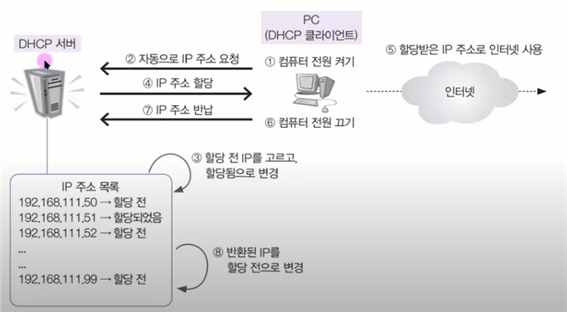 PC
(DHCP 클라이언트)
DHCP 서버
② 자동으로 IP 주소 요청
① 컴퓨터 전원 켜기
⑤ 할당받은 IP 주소로 인터넷 사용
④ IP 주소 할당
인터넷
⑦ IP 주소 반납
⑥ 컴퓨터 전원 끄기
③ 할당 전 IP를 고르고,
할당됨으로 변경
IP 주소 목록
192.168.111.50 → 할당 전
192.168.111.51 → 할당되었음
192.168.111.52 → 할당 전
...
...
192.168.111.99 → 할당 전
⑧ 반환된 IP를
할당 전으로 변경